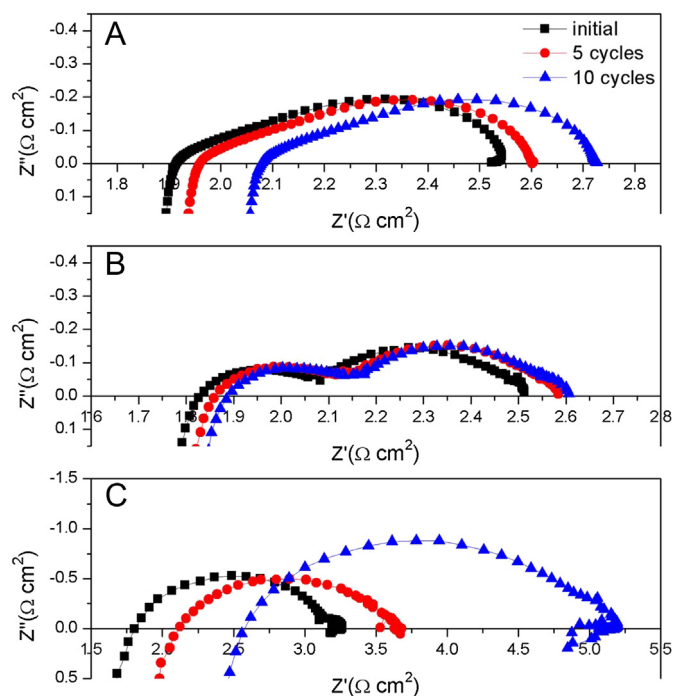 A
initial
5 cycles
10 cycles
-0.4
-0.3
-0.2
-0.1
0.0
0.1
Z''(Ω cm²)
1.8 1.9 2.0 2.1 2.2 2.3 2.4 2.5 2.6 2.7 2.8
Z'(Ω cm²)
B
-0.4
-0.3
-0.2
-0.1
0.0
0.1
Z''(Ω cm²)
1.6 1.7 1.8 1.9 2.0 2.1 2.2 2.3 2.4 2.5 2.6 2.7 2.8
Z'(Ω cm²)
C
-1.5
-1.0
-0.5
0.0
0.5
Z''(Ω cm²)
1.5 2.0 2.5 3.0 3.5 4.0 4.5 5.0 5.5
Z'(Ω cm²)